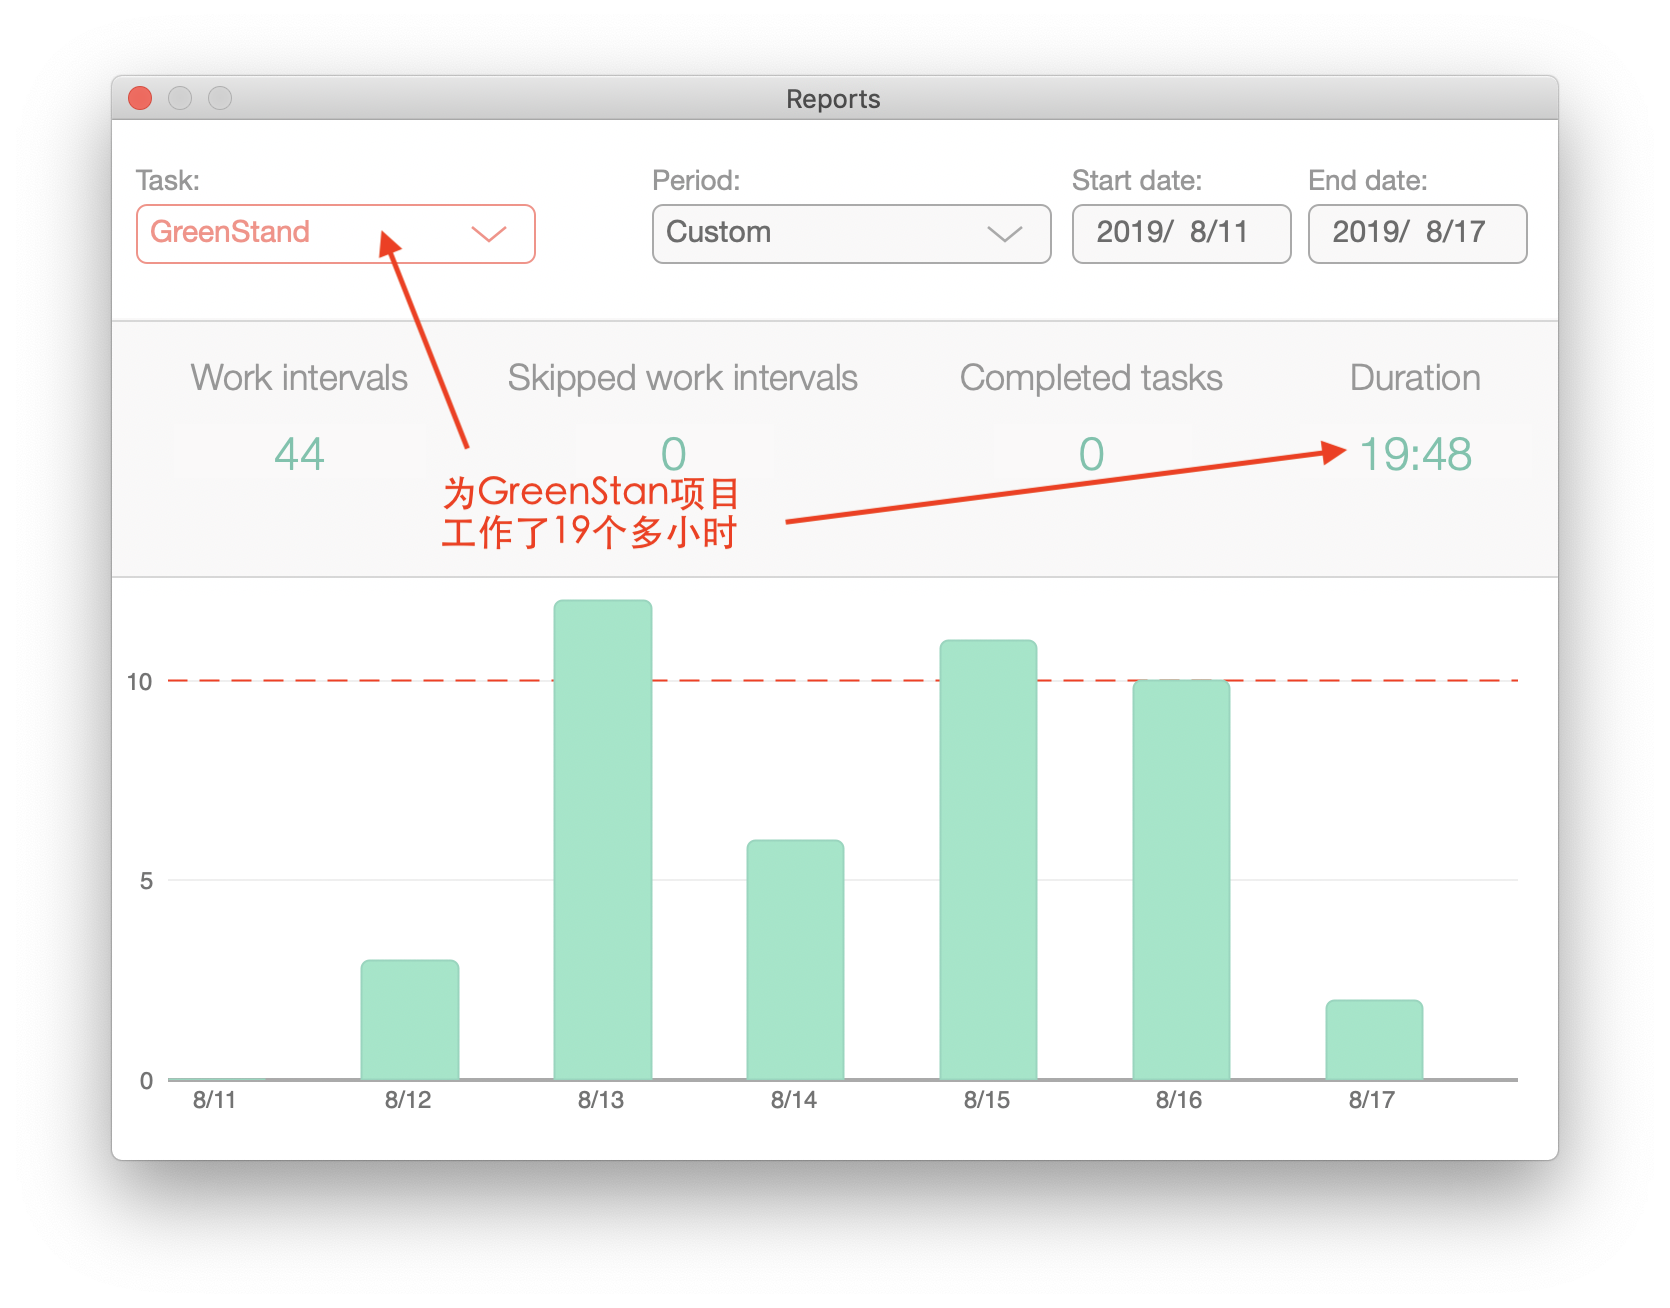 Reports
Task:
Period:
Start date:
End date:
GreenStand
Custom
2019/ 8/11
2019/ 8/17
Work intervals
Skipped work intervals
Completed tasks
Duration
44
0
0
19:48
为GreenStan项目
工作了19个多小时
10
5
0
8/11
8/12
8/13
8/14
8/15
8/16
8/17